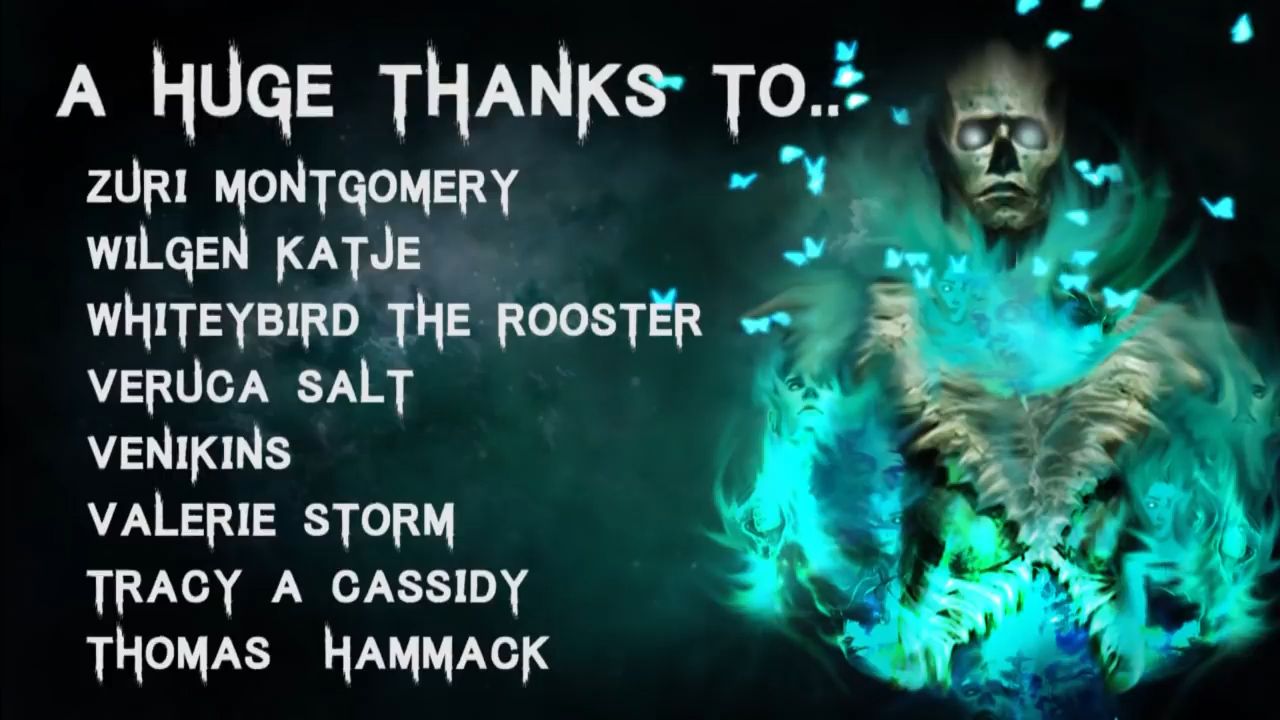 A HUGE THANKS TO..
ZURI MONTGOMERY
WILGEN KATJE
WHITEYBIRD THE ROOSTER
VERUCA SALT
VENIKINS
VALERIE STORM
TRACY A CASSIDY
THOMAS HAMMACK